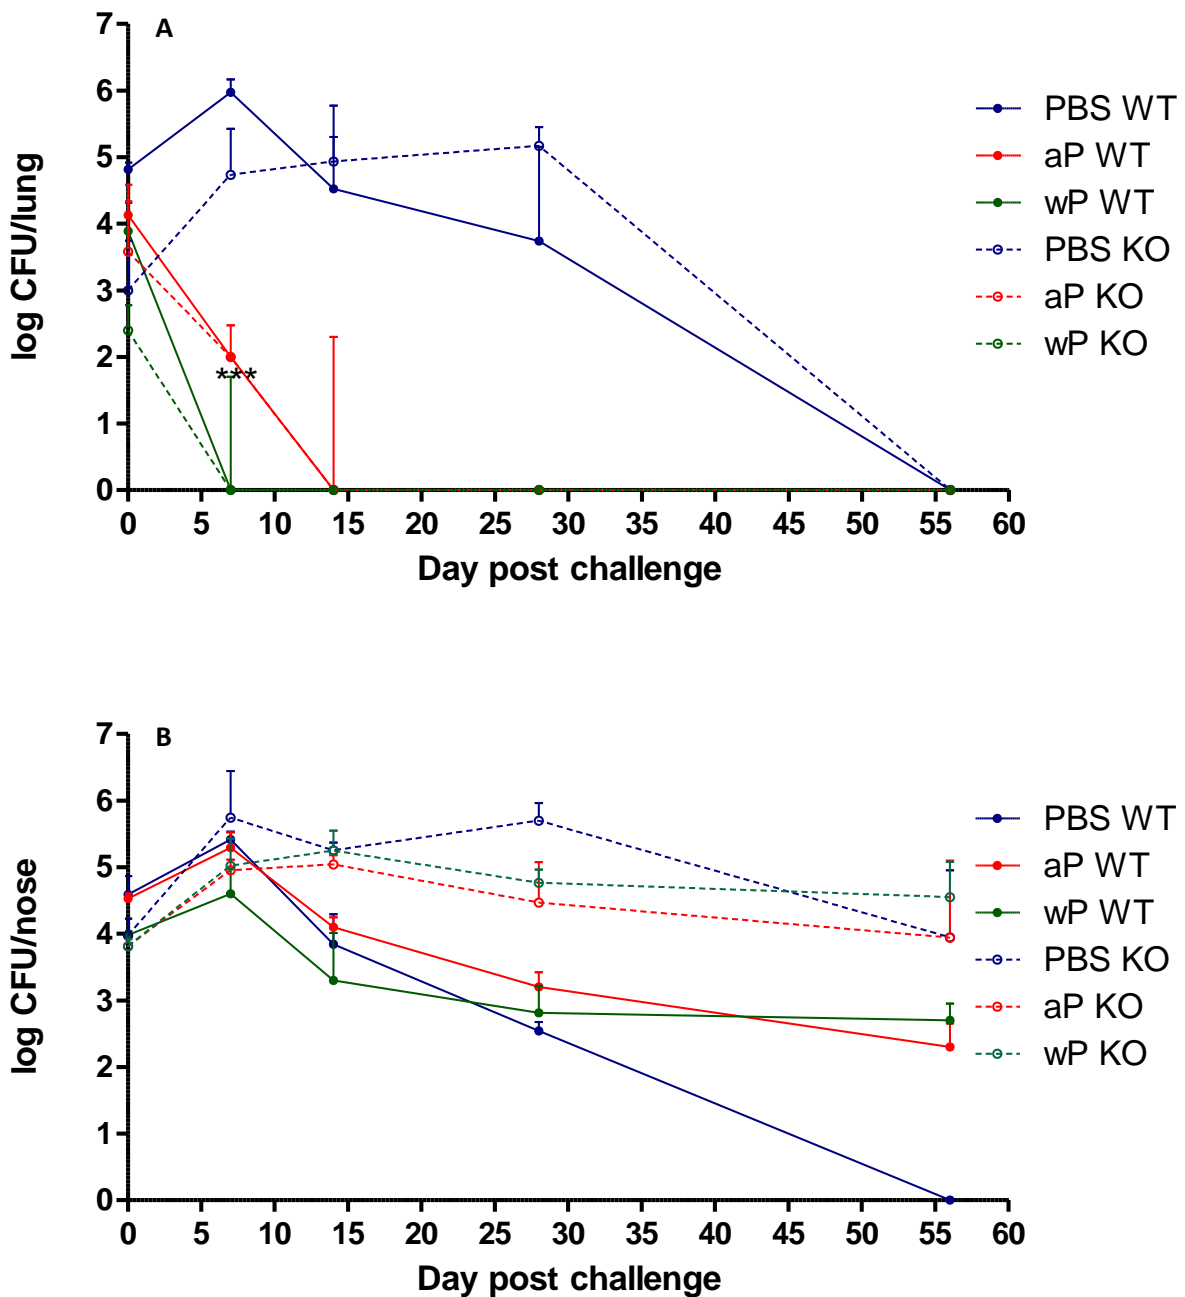 A
7
6
5
4
3
2
1
0
log CFU/lung
***
0 5 10 15 20 25 30 35 40 45 50 55 60
Day post challenge
PBS WT
aP WT
wP WT
PBS KO
aP KO
wP KO
B
7
6
5
4
3
2
1
0
log CFU/nose
0 5 10 15 20 25 30 35 40 45 50 55 60
Day post challenge
PBS WT
aP WT
wP WT
PBS KO
aP KO
wP KO